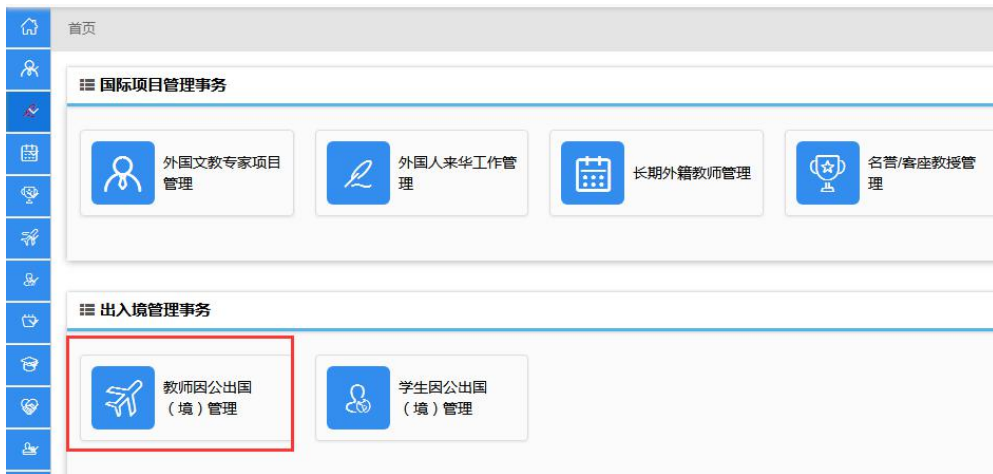 首页
国际项目管理事务
外国文教专家项目
管理
外国人来华工作管
理
长期外籍教师管理
名誉/客座教授管
理
出入境管理事务
教师因公出国
（境）管理
学生因公出国
（境）管理